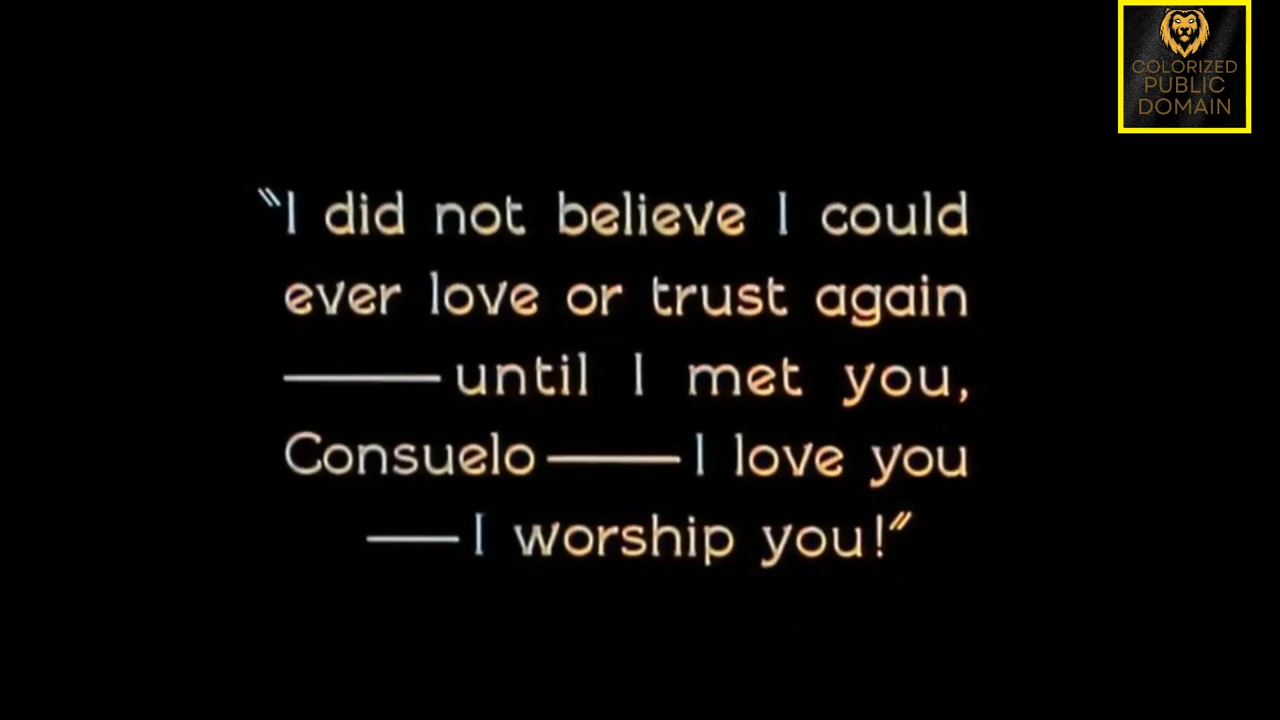 "I did not believe I could
ever love or trust again
——until I met you,
Consuelo——I love you
—I worship you!"
COLORIZED
PUBLIC
DOMAIN